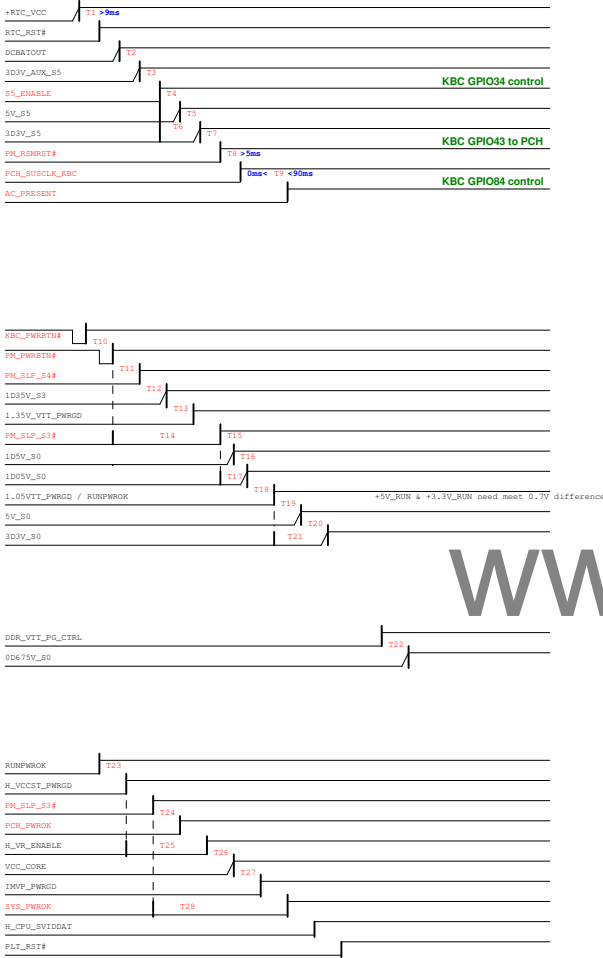 +RTC_VCC T1 >9ms
RTC_RST#
DCBATOUT T2
3D3V_AUX_S5 T3
KBC GPIO34 control
S5_ENABLE T4
5V_S5 T5
T6
3D3V_S5 T7
KBC GPIO43 to PCH
PM_RSMRST# T8 >5ms
PCH_SUSCLK_KBC 0ms< T9 <90ms
KBC GPIO84 control
AC_PRESENT
KBC_PWRBTN# T10
PM_PWRBTN#
T11
PM_SLP_S4#
T12
1D35V_S3
T13
1.35V_VTT_PWRGD
PM_SLP_S3# T14 T15
1D5V_S0 T16
1D05V_S0 T17
T18
1.05VTT_PWRGD / RUNPWROK +5V_RUN & +3.3V_RUN need meet 0.7V difference
T19
5V_S0
T20
3D3V_S0 T21
ww
DDR_VTT_PG_CTRL
T22
0D675V_S0
RUNPWROK T23
H_VCCST_PWRGD
PM_SLP_S3#
T24
PCH_PWROK
H_VR_ENABLE T25
T26
VCC_CORE
T27
IMVP_PWRGD
SYS_PWROK T28
H_CPU_SVIDDAT
PLT_RST#